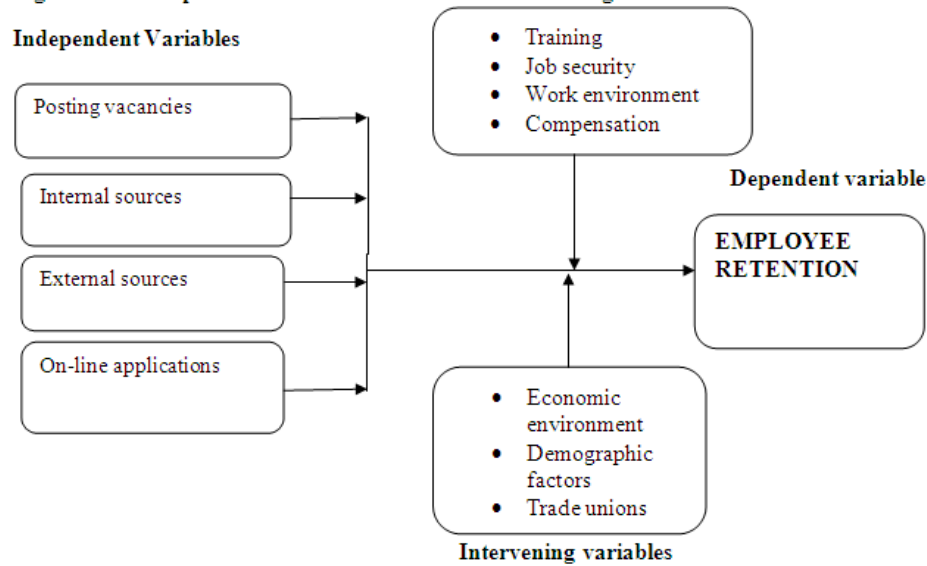 Independent Variables
Posting vacancies
Internal sources
External sources
On-line applications
• Training
• Job security
• Work environment
• Compensation
Dependent variable
EMPLOYEE
RETENTION
• Economic
environment
• Demographic
factors
• Trade unions
Intervening variables